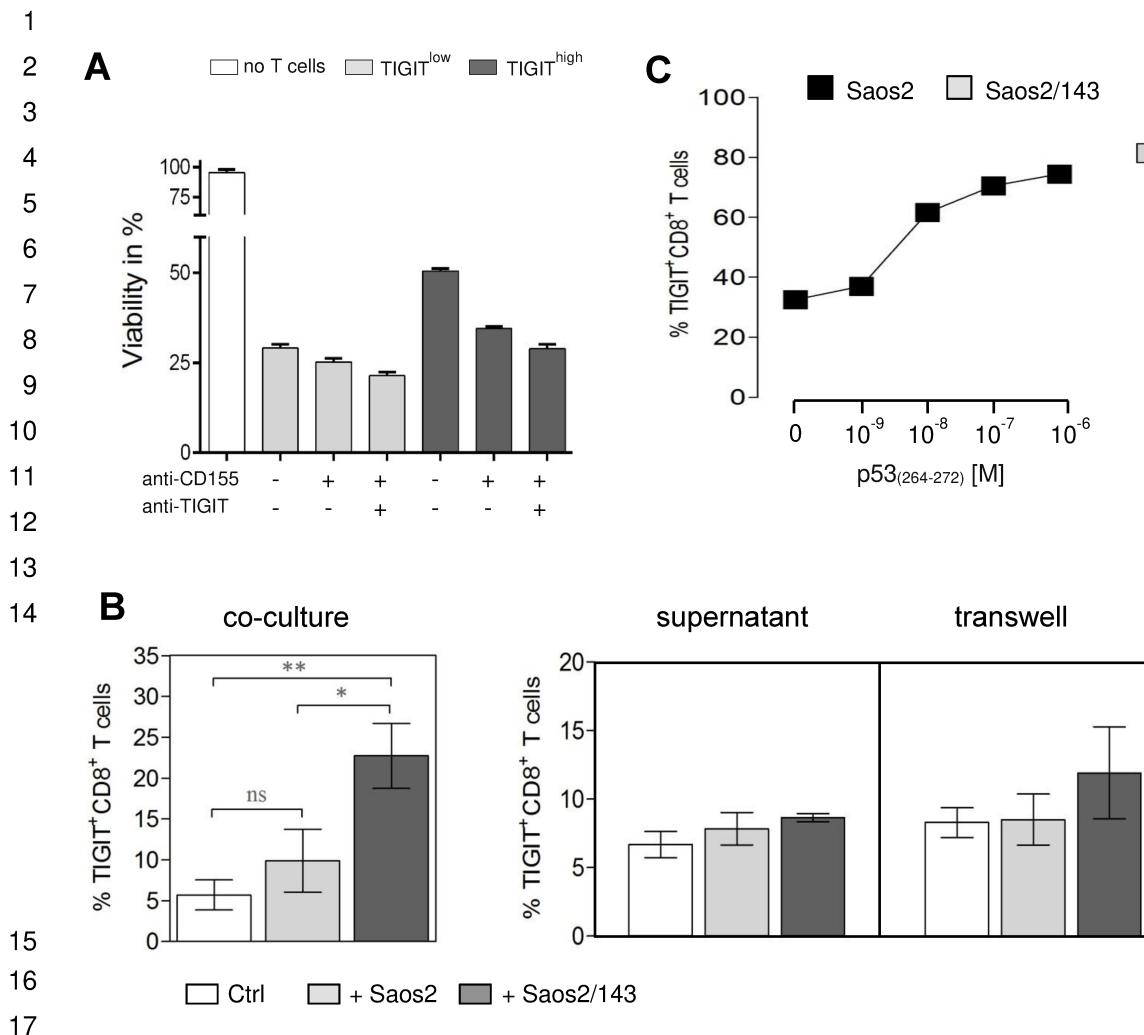 1
2
3
4
5
6
7
8
9
10
11
12
13
14
15
16
17
A
no T cells TIGITlow TIGIThigh
Viability in %
100
75
50
25
0
anti-CD155 - + + - + +
anti-TIGIT - - + - - +
C
Saos2 Saos2/143
% TIGIT+CD8+ T cells
100
80
60
40
20
0
0 10-9 10-8 10-7 10-6
p53(264-272) [M]
B
co-culture
% TIGIT+CD8+ T cells
35
30
25
20
15
10
5
0
**
*
ns
supernatant transwell
% TIGIT+CD8+ T cells
20
15
10
5
0
Ctrl + Saos2 + Saos2/143